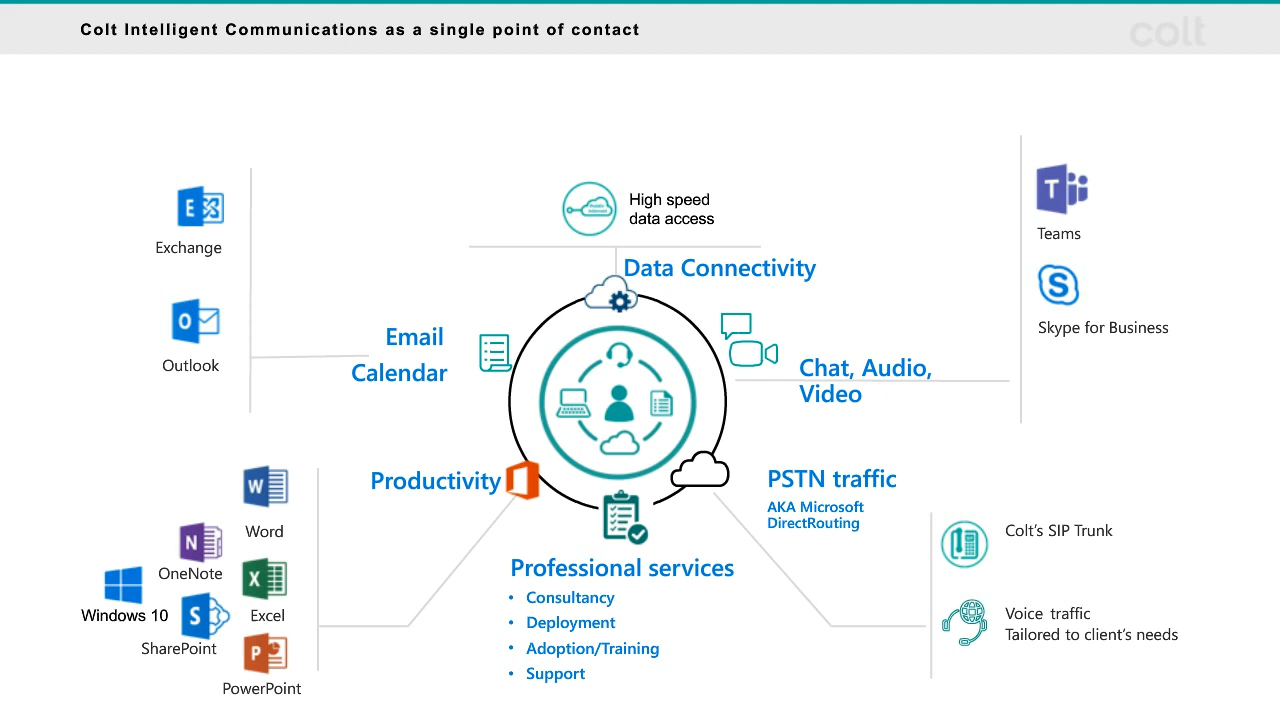 Colt Intelligent Communications as a single point of contact
colt
High speed
data access
Data Connectivity
Exchange
Outlook
Email
Calendar
Teams
Skype for Business
Chat, Audio,
Video
Productivity
Word
OneNote
Windows 10
Excel
SharePoint
PowerPoint
PSTN traffic
AKA Microsoft
DirectRouting
Colt's SIP Trunk
Voice traffic
Tailored to client's needs
Professional services
• Consultancy
• Deployment
• Adoption/Training
• Support